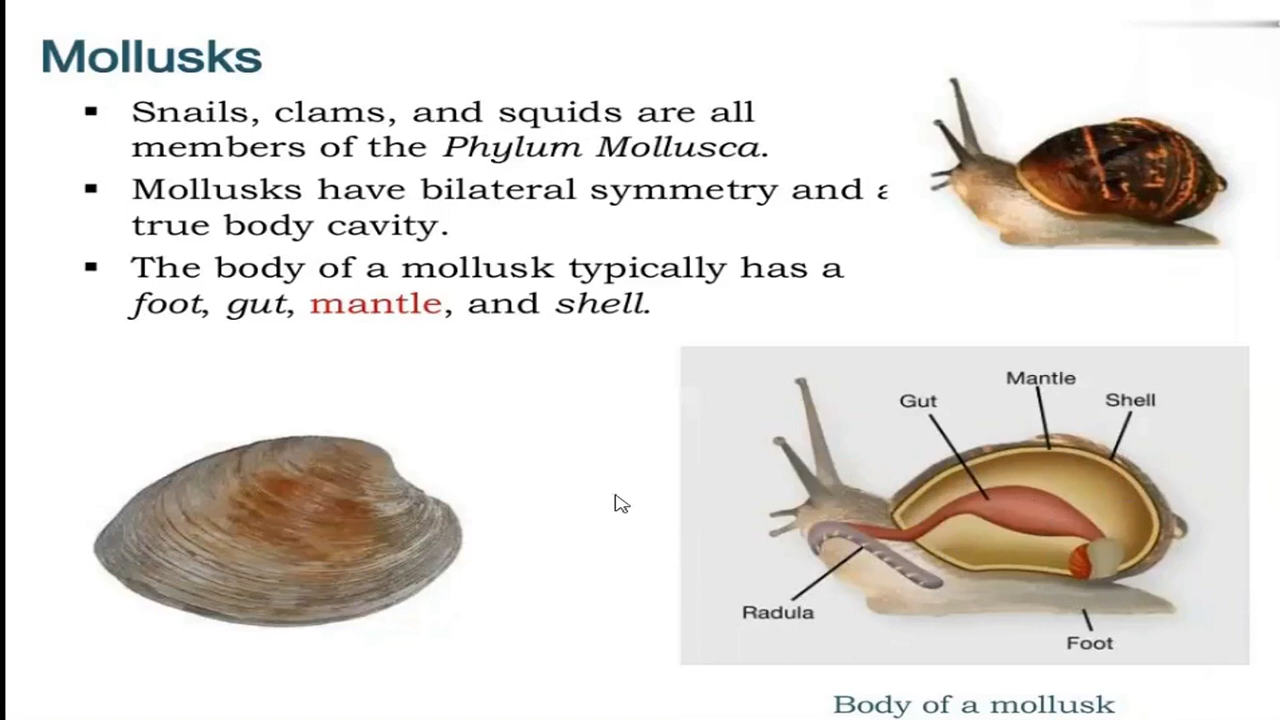 Mollusks
▪ Snails, clams, and squids are all
members of the Phylum Mollusca.
▪ Mollusks have bilateral symmetry and
true body cavity.
▪ The body of a mollusk typically has a
foot, gut, mantle, and shell.
Mantle
Gut
Shell
Radula
Foot
Body of a mollusk